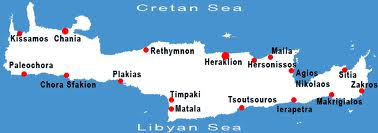 Cretan Sea
Kissamos
Chania
Rethymnon
Malia
Heraklion
Hersonissos
Paleochora
Chora Sfakion
Plakias
Agios
Nikolaos
Sitia
Zakros
Timpaki
Matala
Tsoutsouros
Ierapetra
Makrigialos
Libyan Sea